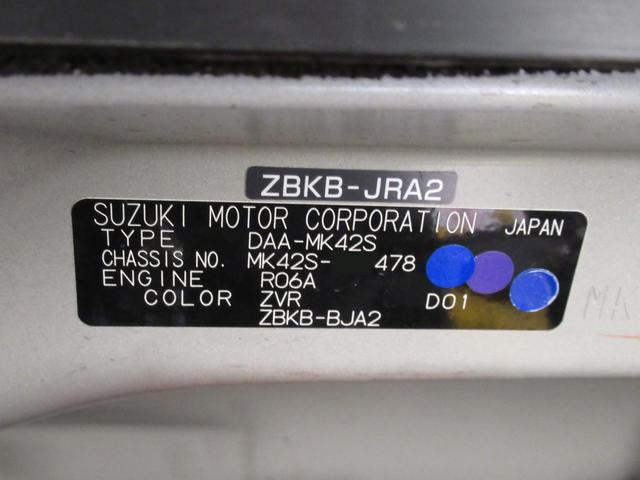 ZBKB-JRA2
SUZUKI MOTOR CORPORATION JAPAN
TYPE DAA-MK42S
CHASSIS NO. MK42S- 478
ENGINE R06A
COLOR ZVR D01
ZBKB-BJA2
MK